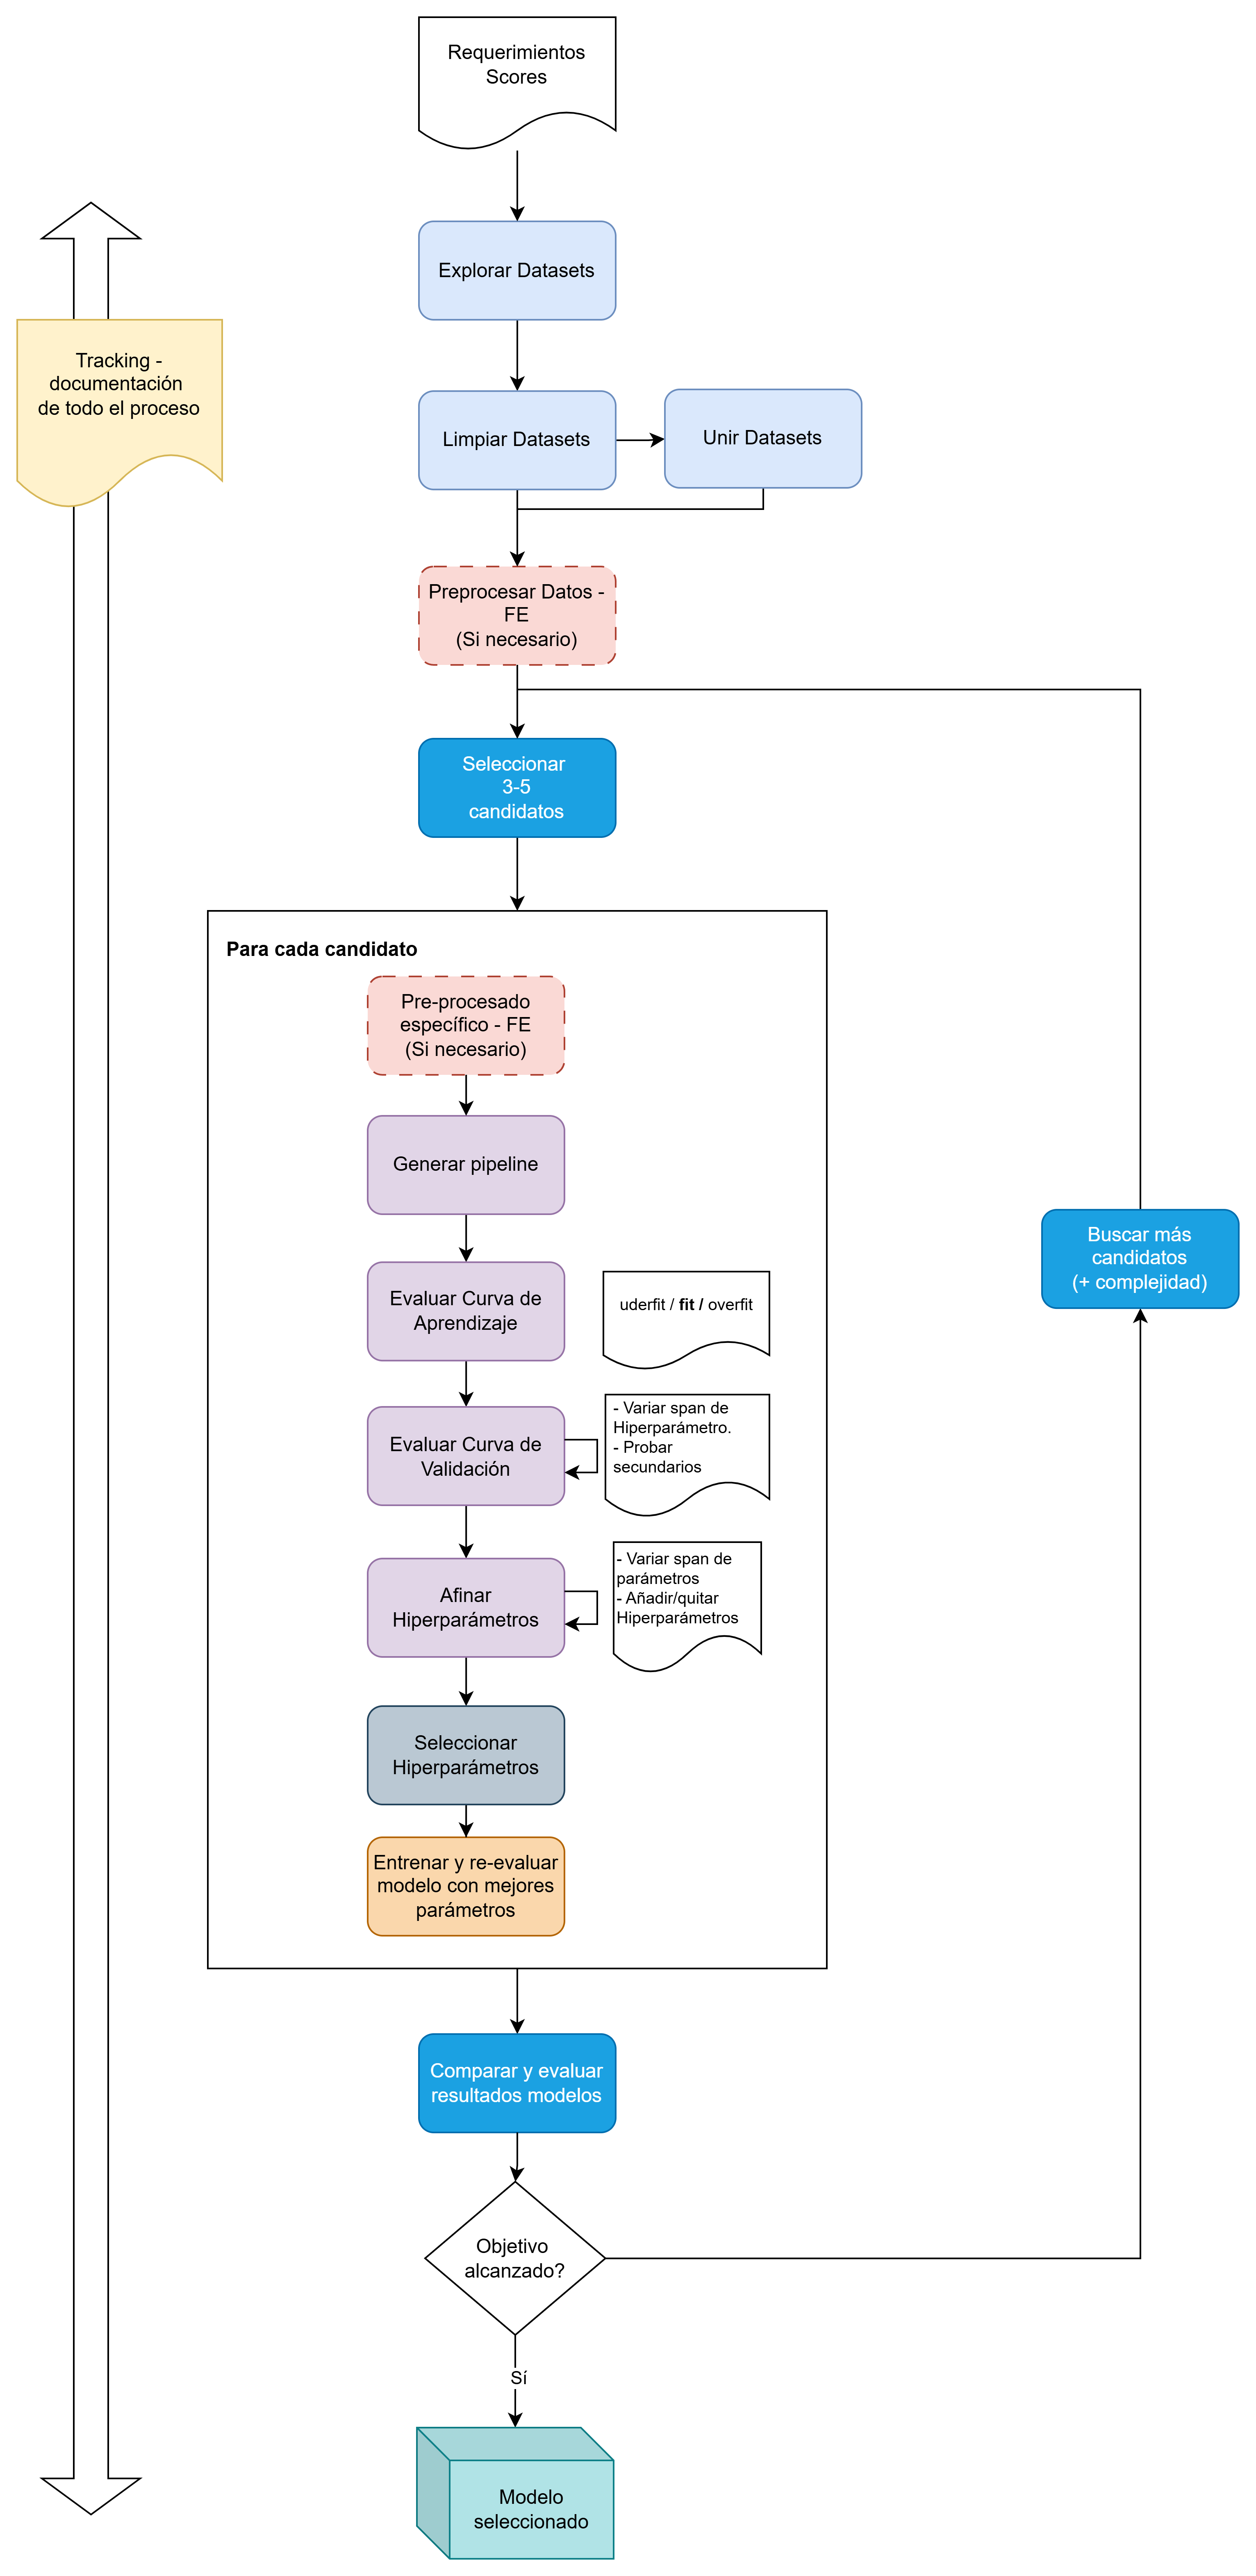 Requerimientos
Scores
Explorar Datasets
Tracking -
documentación
de todo el proceso
Limpiar Datasets
Unir Datasets
Preprocesar Datos -
FE
(Si necesario)
Seleccionar
3-5
candidatos
Para cada candidato
Pre-procesado
específico - FE
(Si necesario)
Generar pipeline
Buscar más
candidatos
(+ complejidad)
Evaluar Curva de
Aprendizaje
uderfit / fit / overfit
Evaluar Curva de
Validación
- Variar span de
Hiperparámetro.
- Probar
secundarios
Afinar
Hiperparámetros
- Variar span de
parámetros
- Añadir/quitar
Hiperparámetros
Seleccionar
Hiperparámetros
Entrenar y re-evaluar
modelo con mejores
parámetros
Comparar y evaluar
resultados modelos
Objetivo
alcanzado?
Sí
Modelo
seleccionado